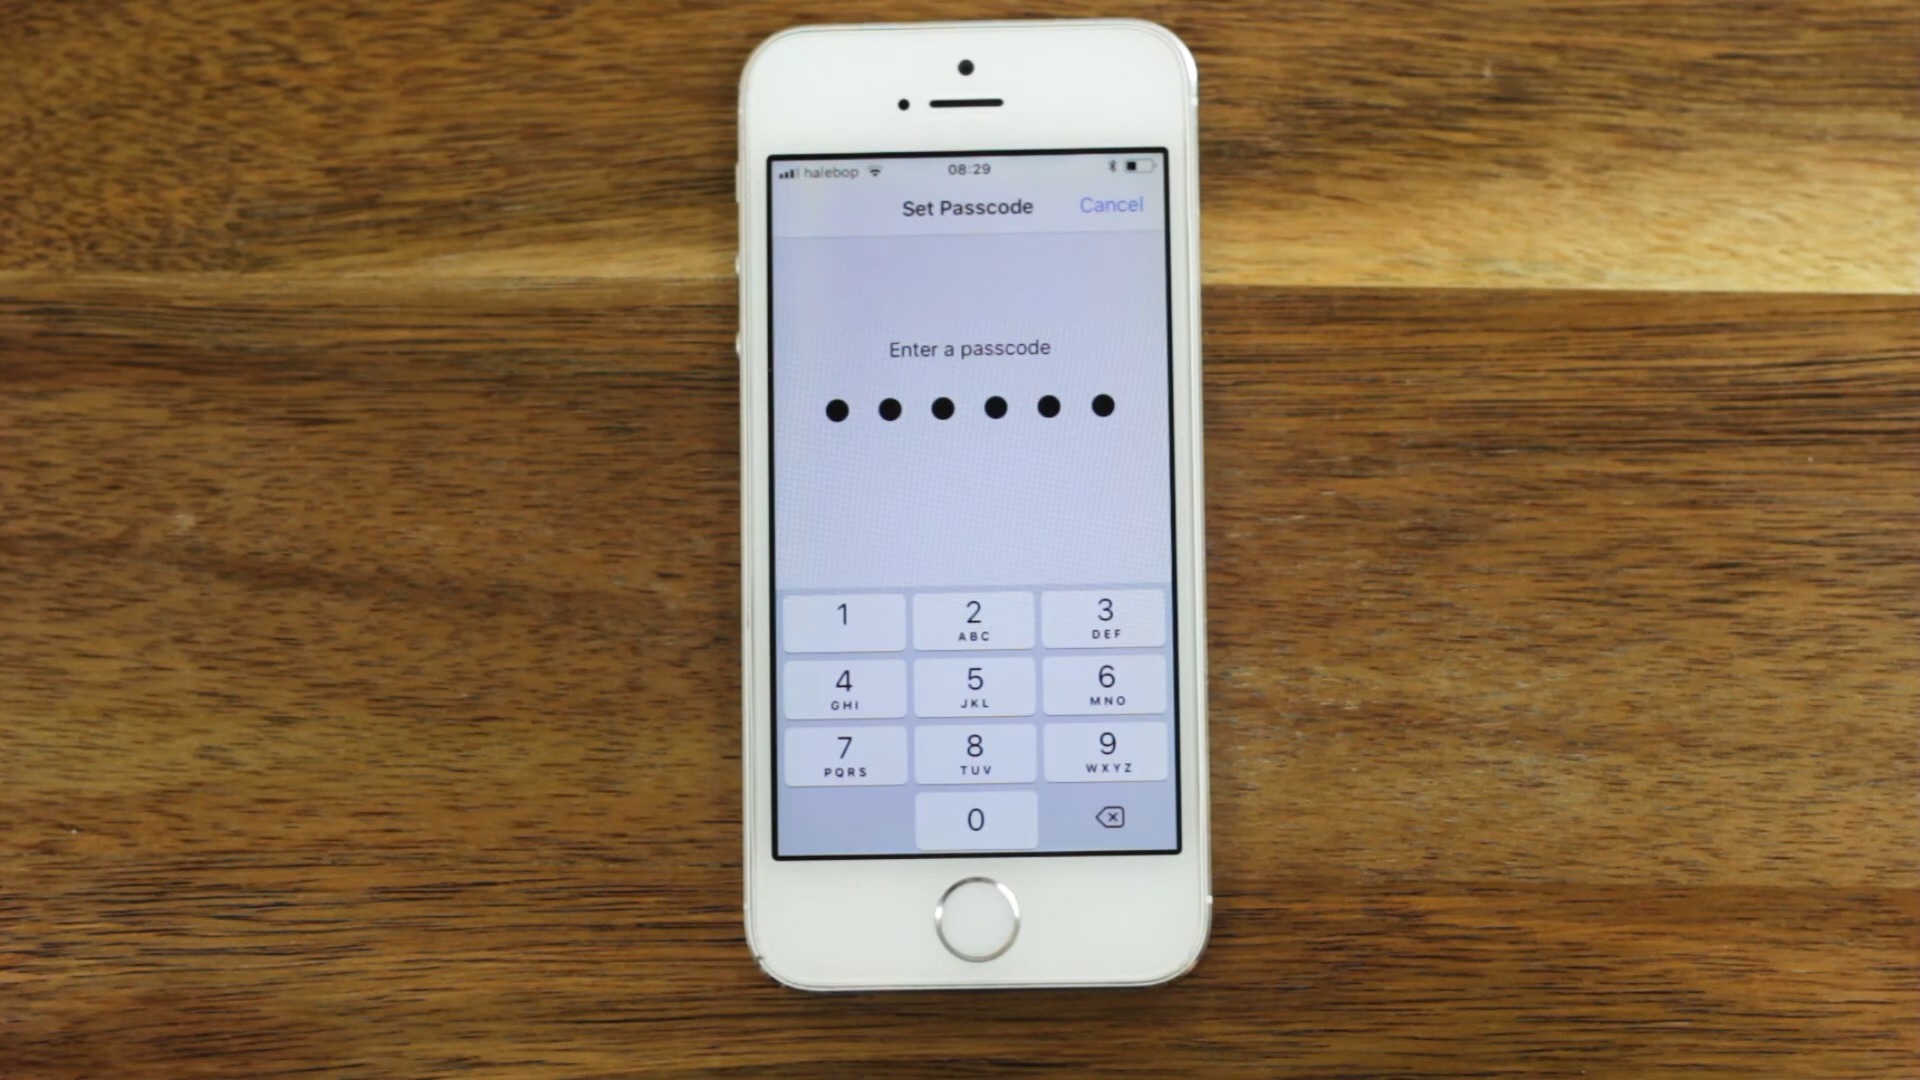 halebop 08:29
Set Passcode Cancel
Enter a passcode
1 2 3
ABC DEF
4 5 6
GHI JKL MNO
7 8 9
PQRS TUV WXYZ
0